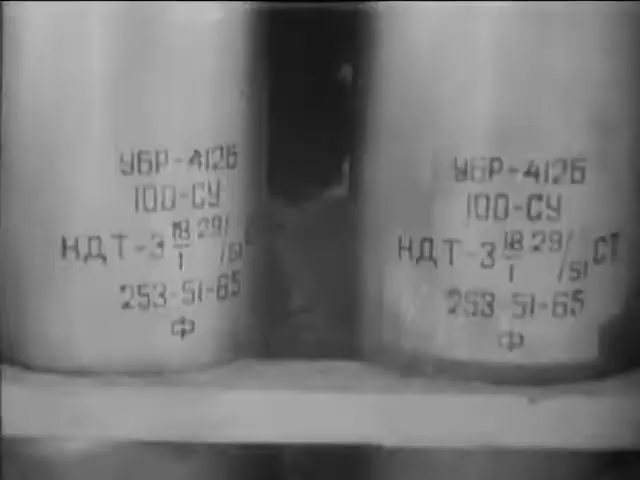 УБР-412Б
100-СУ
НДТ-3 18/1 29/51
253-51-65
Ф
УБР-412Б
100-СУ
НДТ-3 18/1 29/51 СТ
253-51-65
Ф